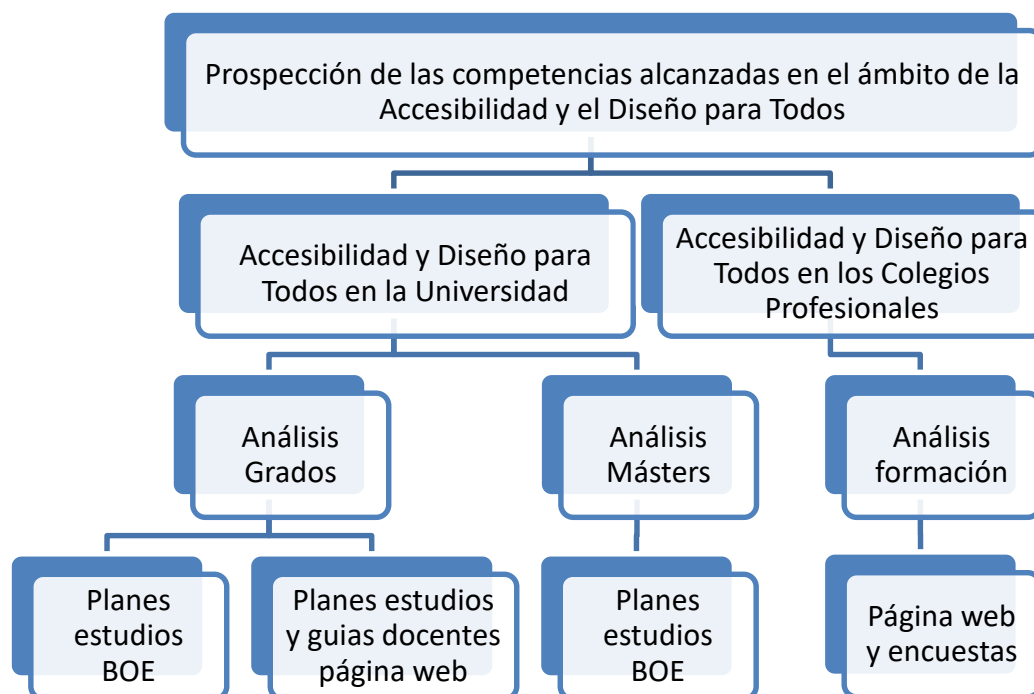 Prospección de las competencias alcanzadas en el ámbito de la
Accesibilidad y el Diseño para Todos
Accesibilidad y Diseño para
Todos en la Universidad
Accesibilidad y Diseño para
Todos en los Colegios
Profesionales
Análisis
Grados
Análisis
Másters
Análisis
formación
Planes
estudios
BOE
Planes estudios
y guias docentes
página web
Planes
estudios
BOE
Página web
y encuestas